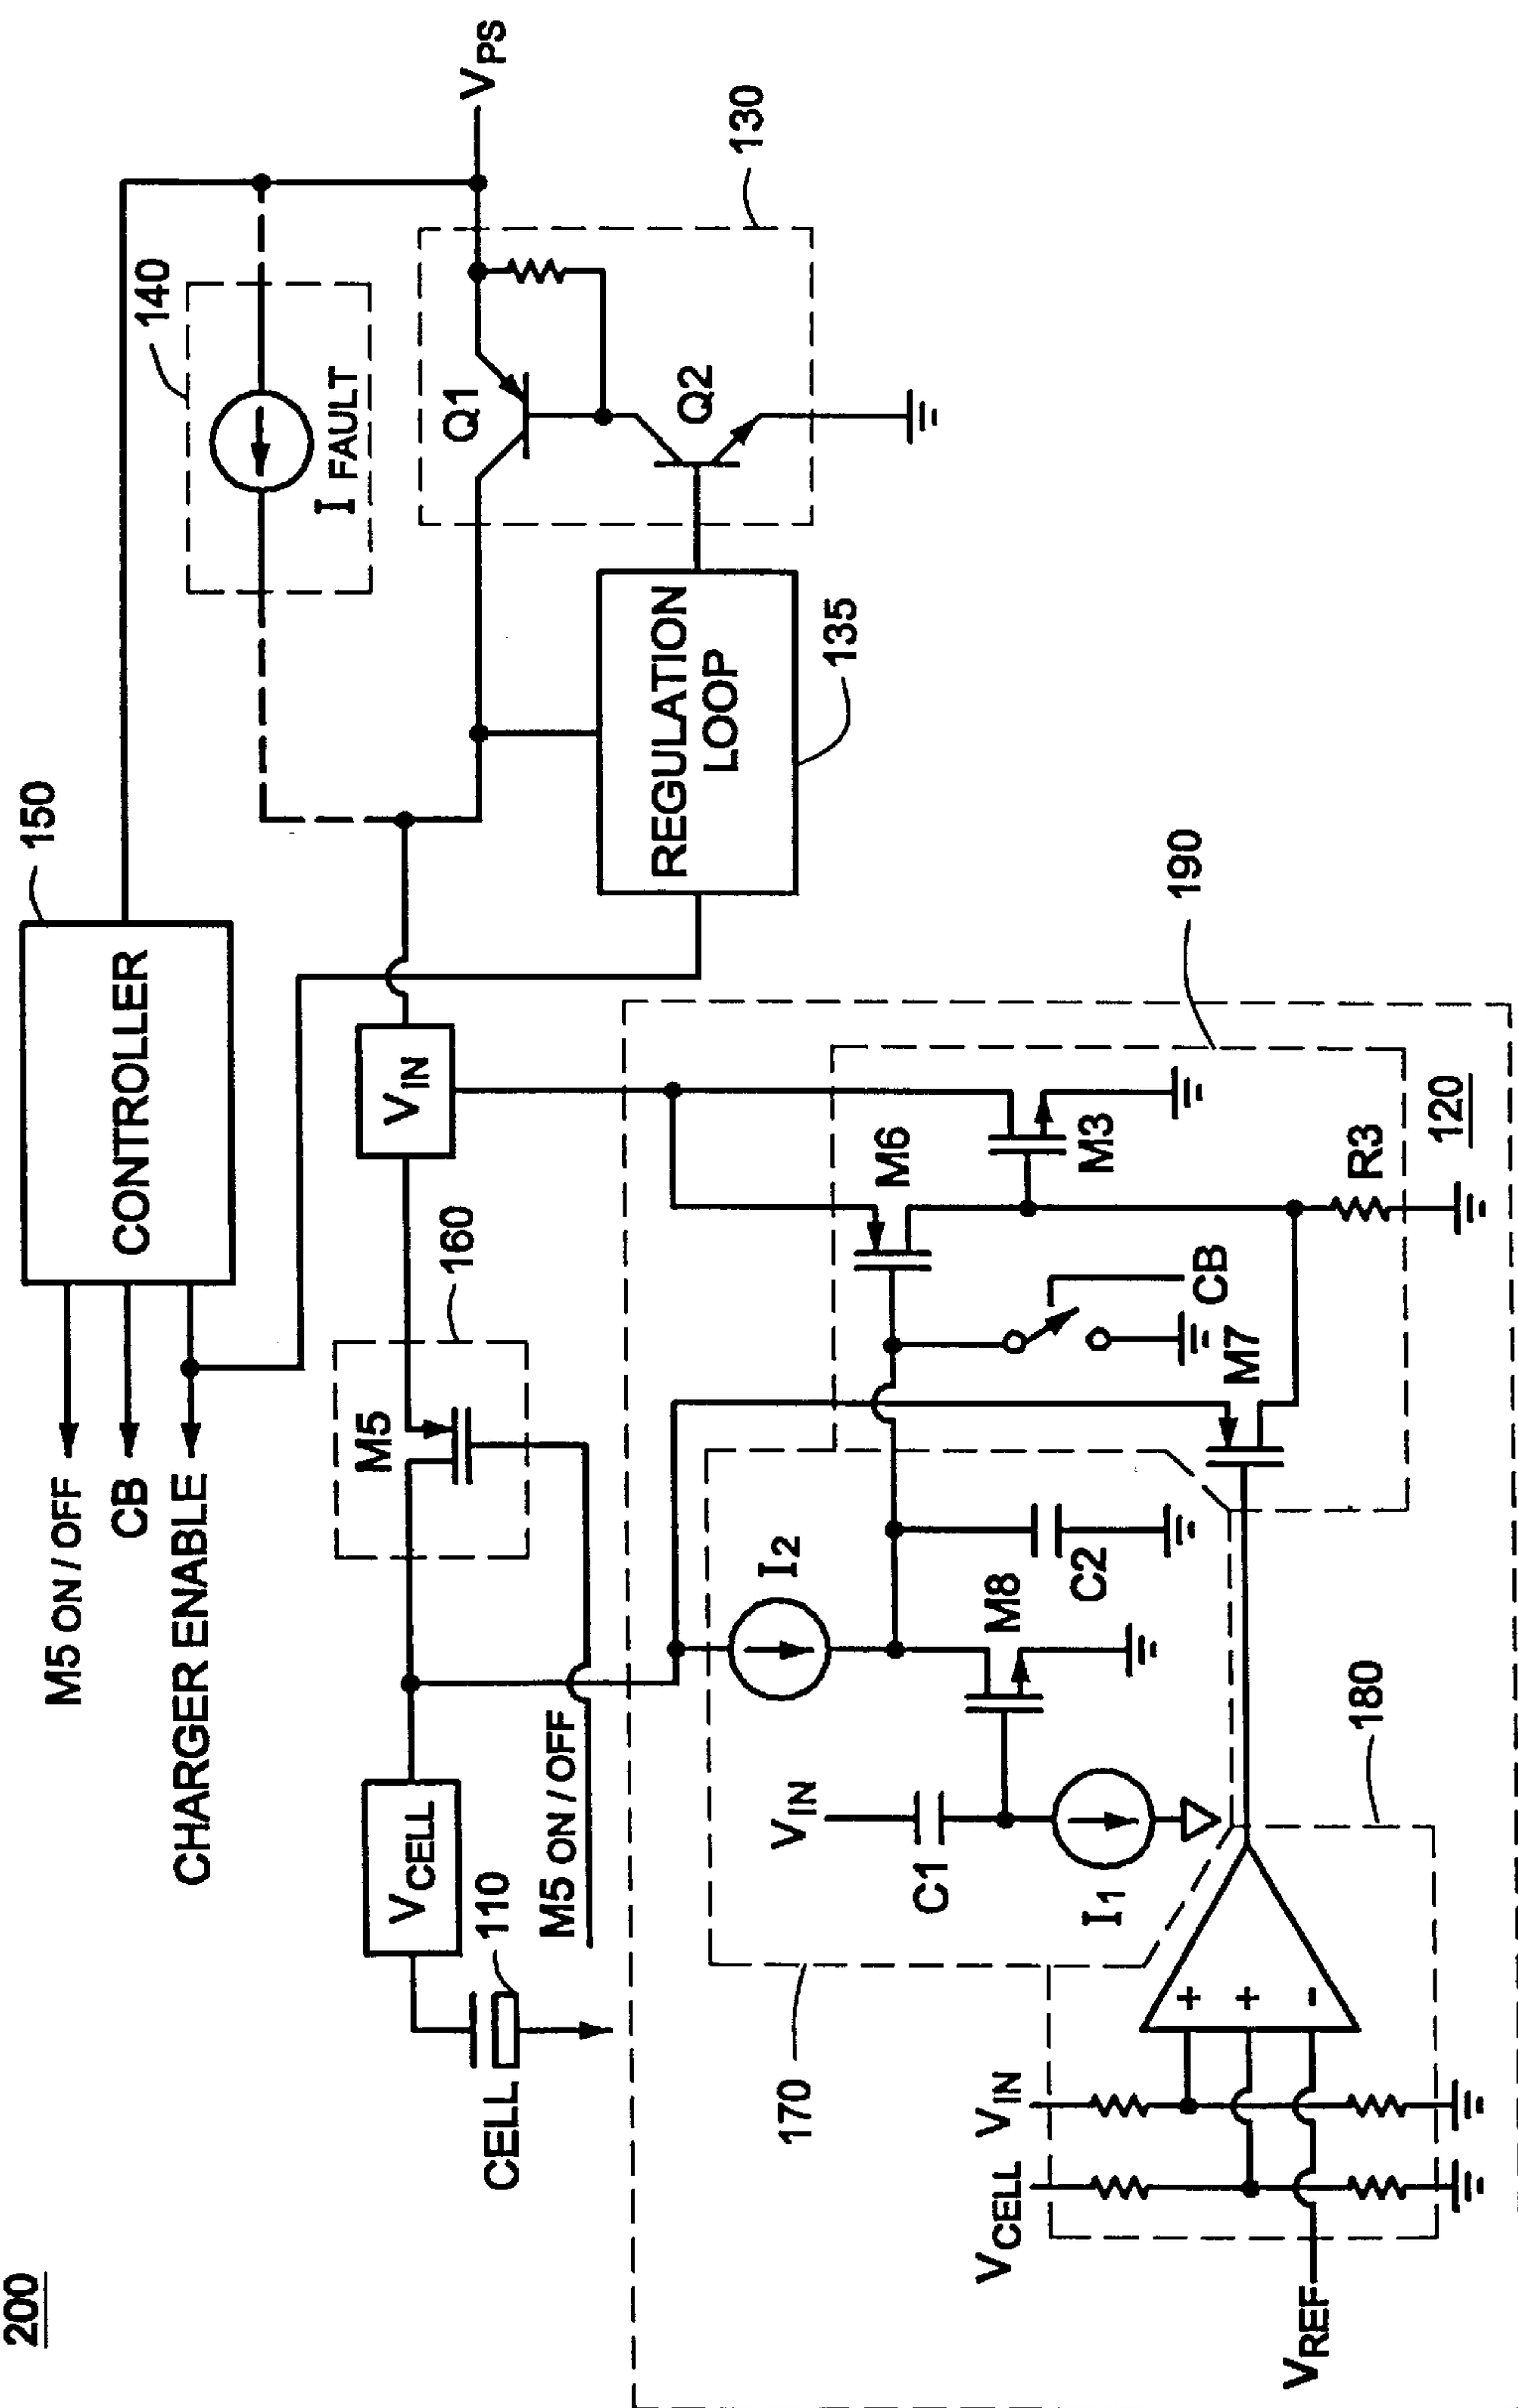 200
M5 ON / OFF
CB
CHARGER ENABLE
CONTROLLER
150
140
I FAULT
VPS
130
Q1
Q2
REGULATION
LOOP
135
VIN
160
M5
VCELL
110
CELL
M5 ON / OFF
190
120
M6
M3
R3
CB
M7
I2
M8
C2
VIN
C1
I1
170
180
+
+
-
VIN
VCELL
VREF